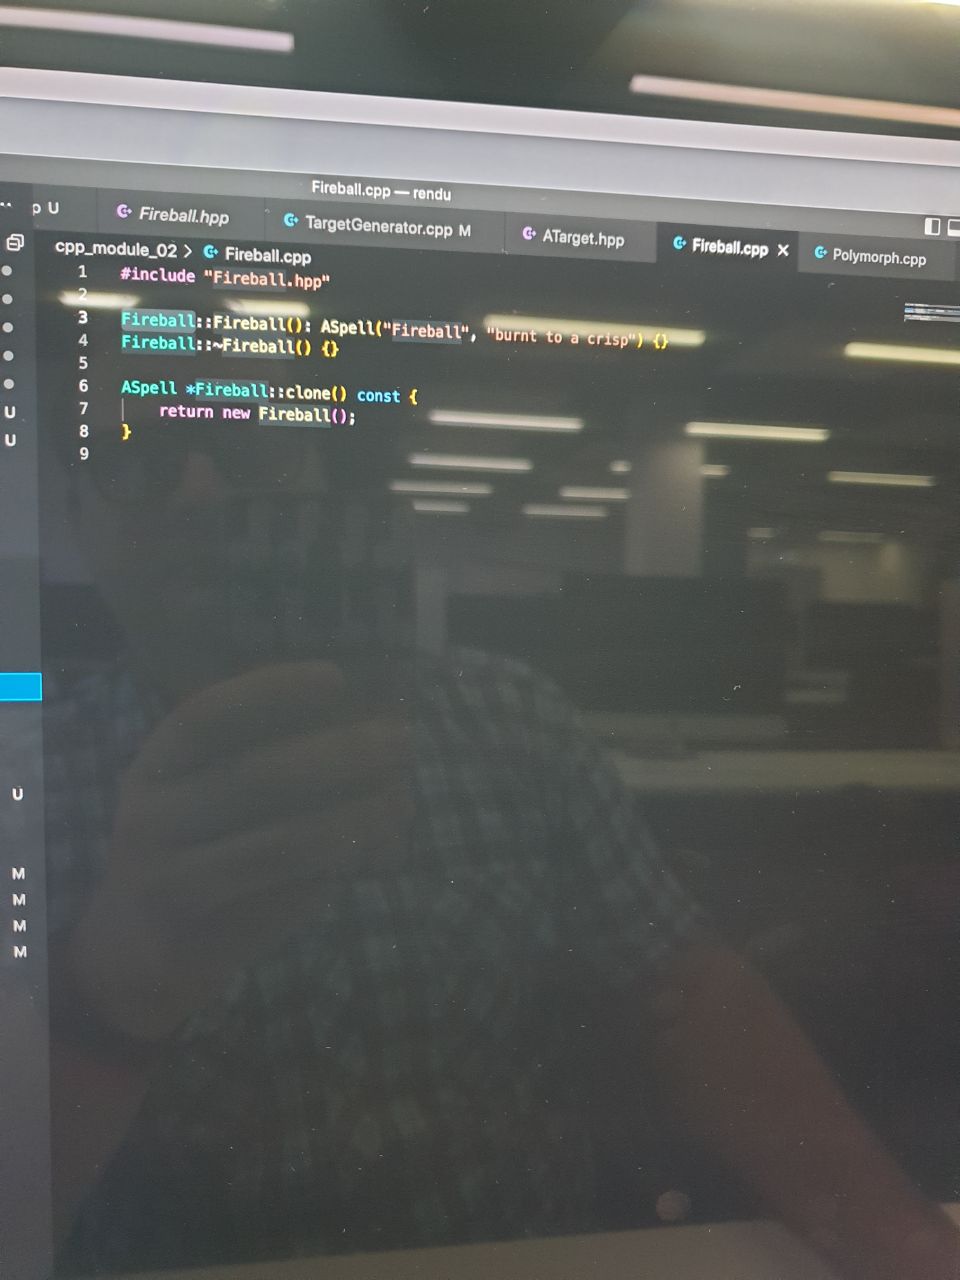 Fireball.cpp — rendu
p U
Fireball.hpp
TargetGenerator.cpp M
ATarget.hpp
Fireball.cpp
Polymorph.cpp
cpp_module_02 > Fireball.cpp
1 #include "Fireball.hpp"
2
3 Fireball::Fireball(): ASpell("Fireball", "burnt to a crisp") {}
4 Fireball::~Fireball() {}
5
6 ASpell *Fireball::clone() const {
7 return new Fireball();
8 }
9
U
U
U
M
M
M
M